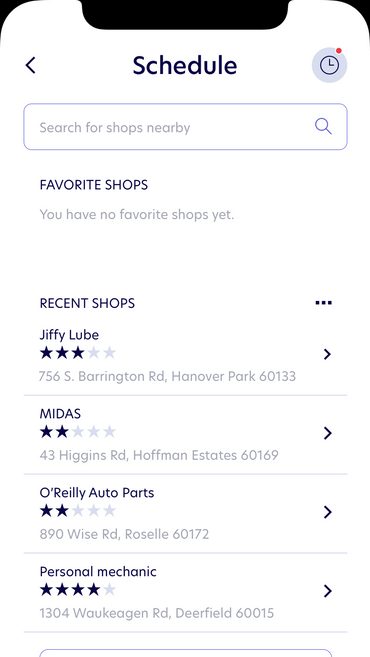 Schedule
Search for shops nearby
FAVORITE SHOPS
You have no favorite shops yet.
RECENT SHOPS
Jiffy Lube
756 S. Barrington Rd, Hanover Park 60133
MIDAS
43 Higgins Rd, Hoffman Estates 60169
O'Reilly Auto Parts
890 Wise Rd, Roselle 60172
Personal mechanic
1304 Waukeagen Rd, Deerfield 60015